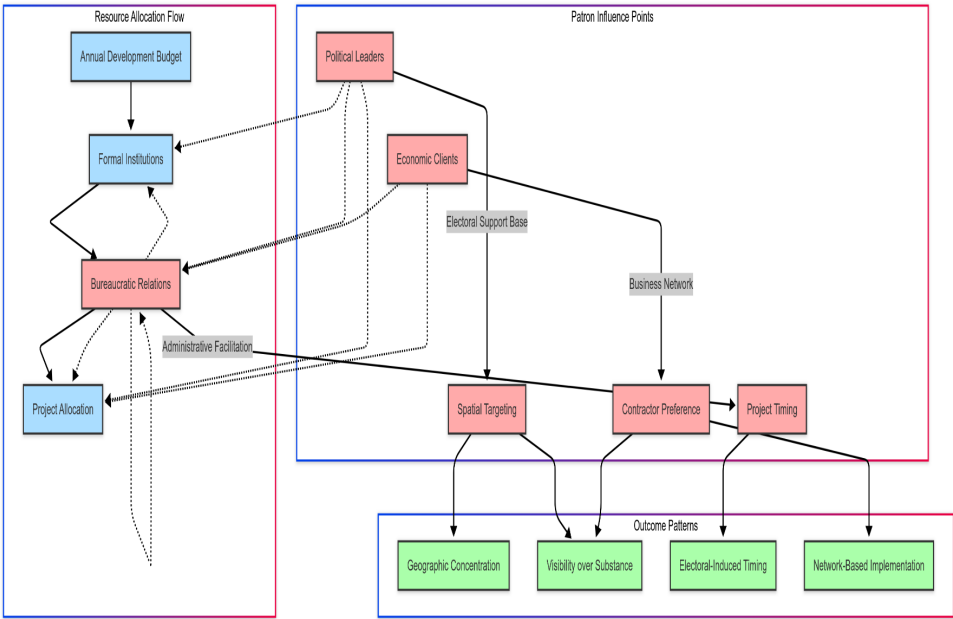 Resource Allocation Flow
Annual Development Budget
Formal Institutions
Bureaucratic Relations
Administrative Facilitation
Project Allocation
Patron Influence Points
Political Leaders
Economic Clients
Electoral Support Base
Business Network
Spatial Targeting
Contractor Preference
Project Timing
Outcome Patterns
Geographic Concentration
Visibility over Substance
Electoral-Induced Timing
Network-Based Implementation